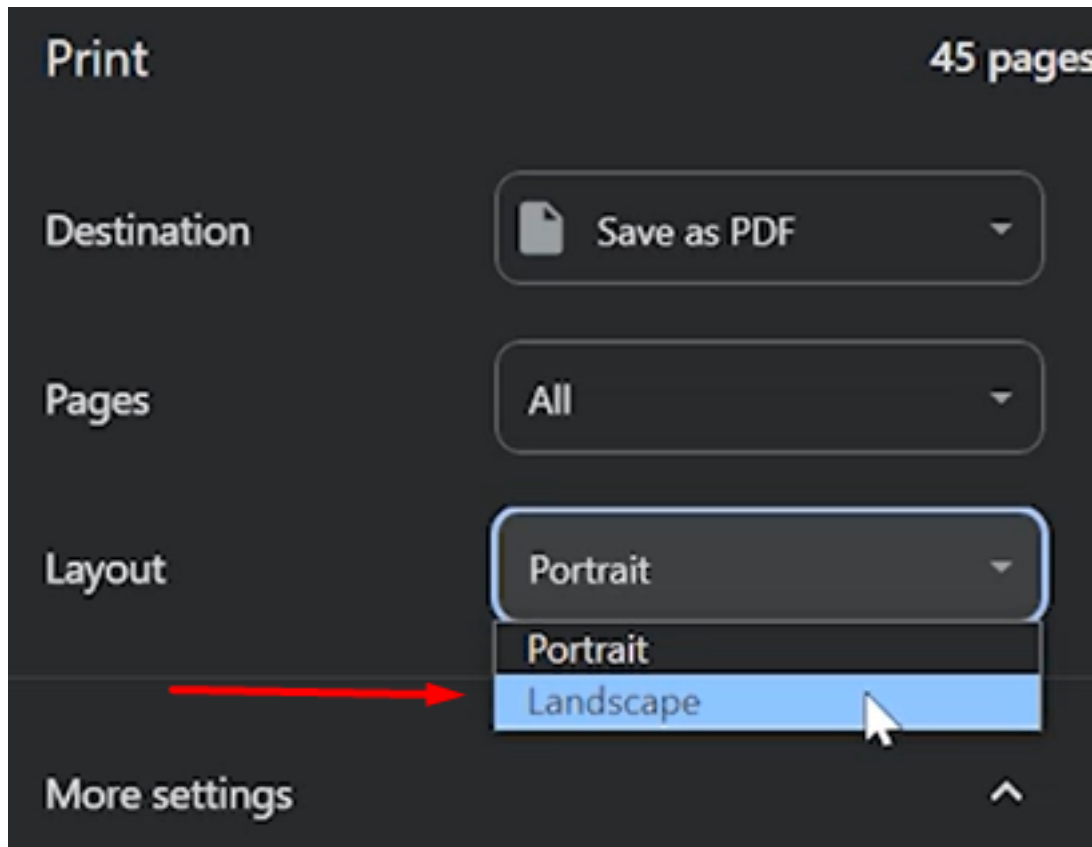 Print 45 pages
Destination Save as PDF
Pages All
Layout Portrait
Portrait
Landscape
More settings